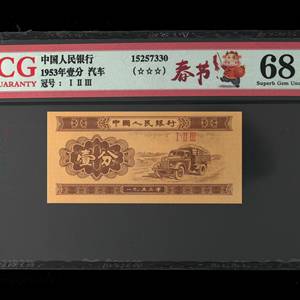 CG
GUARANTY
中国人民银行
1953年壹分 汽车
冠号: I II III
15257330
(☆☆☆)
春节
68
Superb Gem Unc
中國人民銀行
I II III
壹分
一九五三年